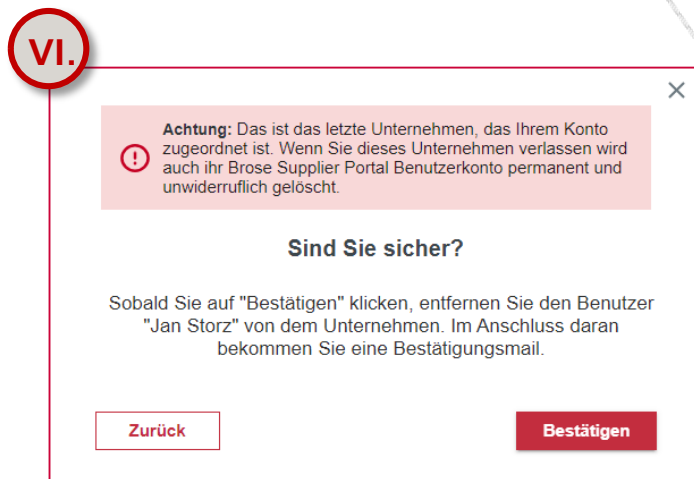 VI.
Achtung: Das ist das letzte Unternehmen, das Ihrem Konto
zugeordnet ist. Wenn Sie dieses Unternehmen verlassen wird
auch ihr Brose Supplier Portal Benutzerkonto permanent und
unwiderruflich gelöscht.
Sind Sie sicher?
Sobald Sie auf "Bestätigen" klicken, entfernen Sie den Benutzer
"Jan Storz" von dem Unternehmen. Im Anschluss daran
bekommen Sie eine Bestätigungsmail.
Zurück
Bestätigen